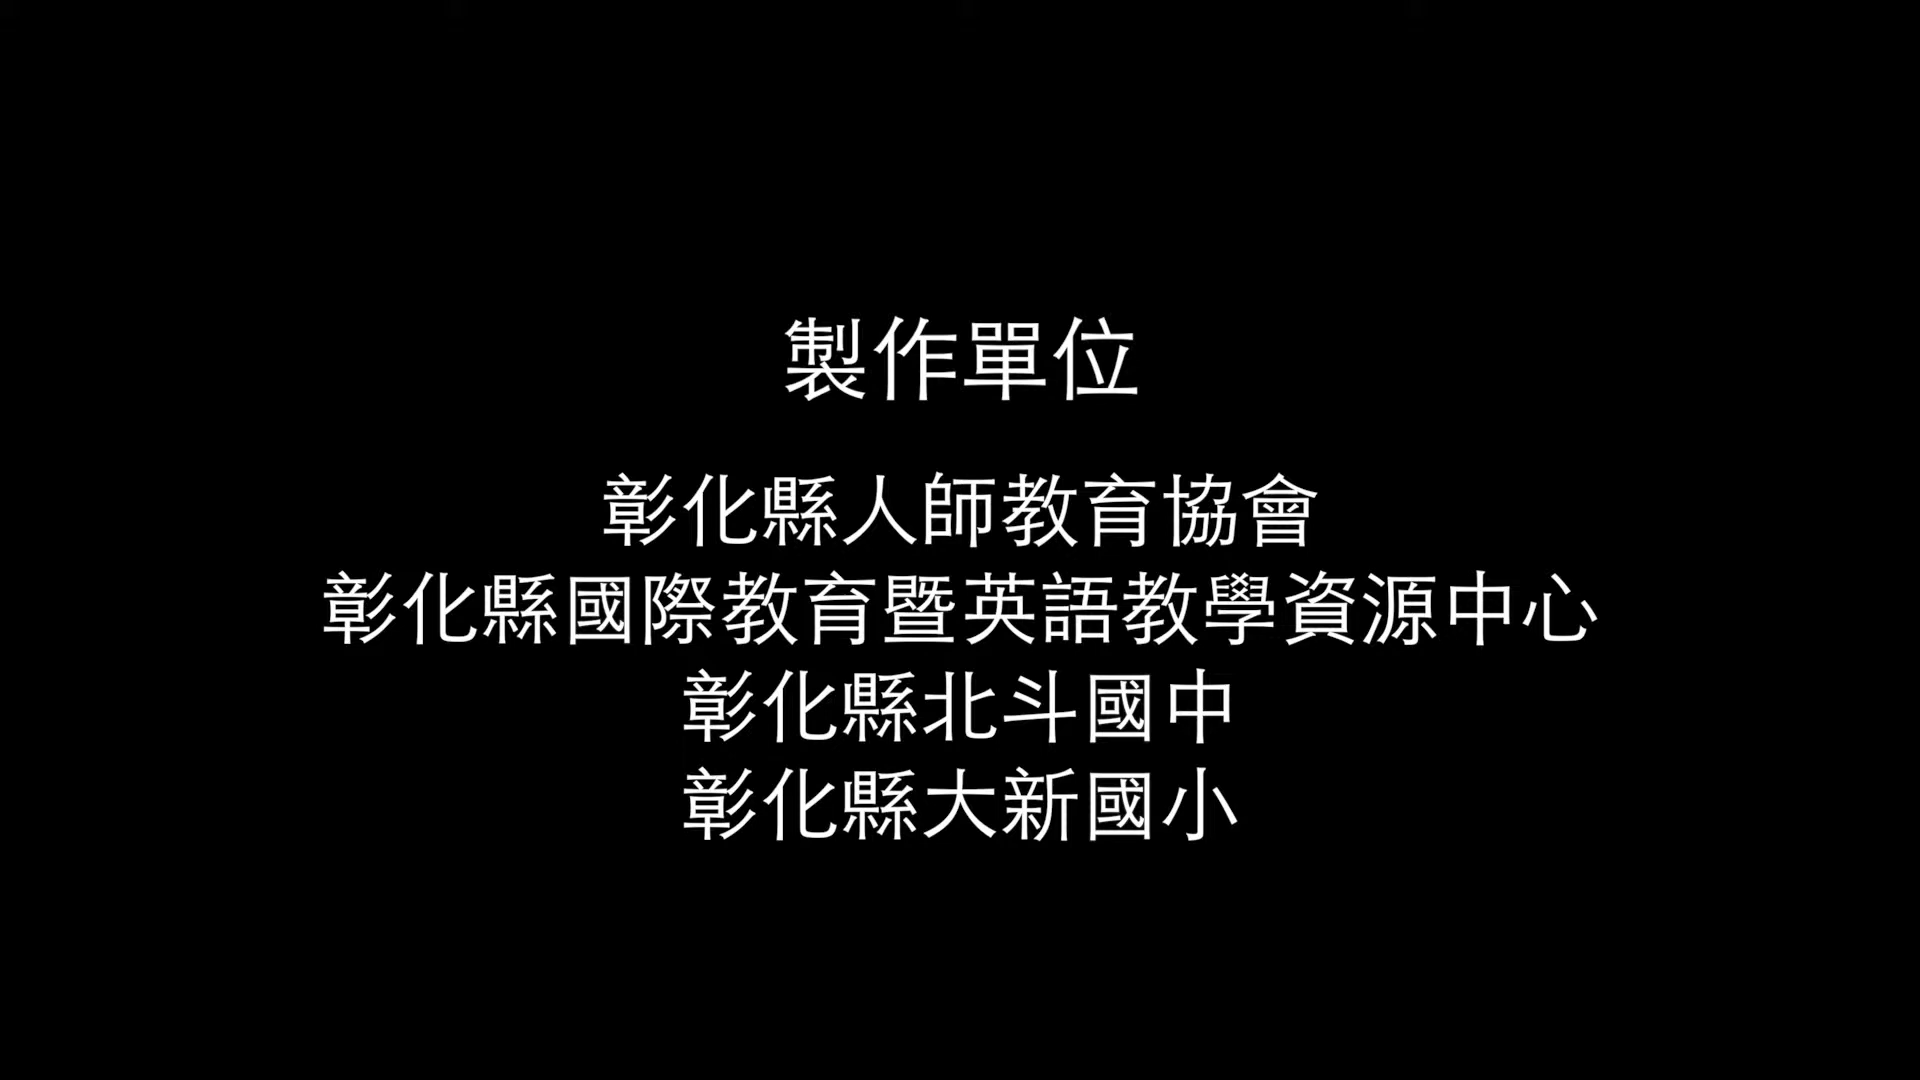 製作單位
彰化縣人師教育協會
彰化縣國際教育暨英語教學資源中心
彰化縣北斗國中
彰化縣大新國小